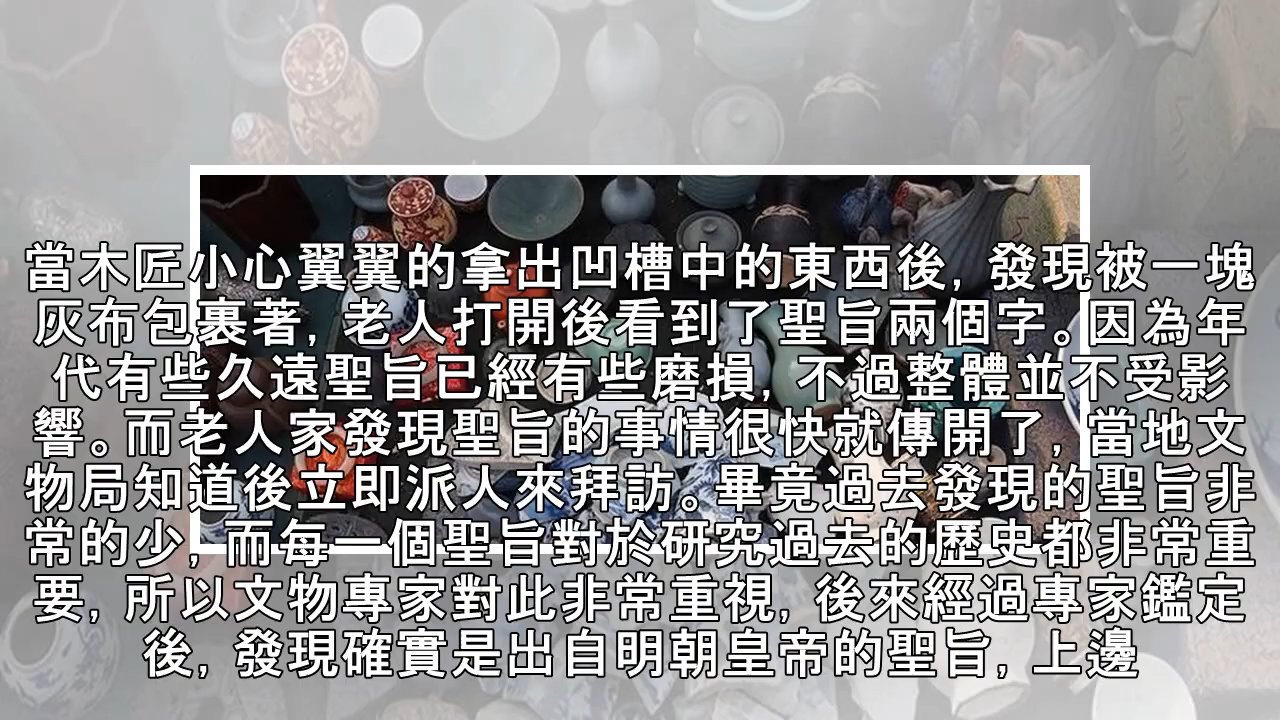 當木匠小心翼翼的拿出凹槽中的東西後, 發現被一塊
灰布包裹著, 老人打開後看到了聖旨兩個字。因為年
代有些久遠聖旨已經有些磨損, 不過整體並不受影
響。而老人家發現聖旨的事情很快就傳開了, 當地文
物局知道後立即派人來拜訪。畢竟過去發現的聖旨非
常的少, 而每一個聖旨對於研究過去的歷史都非常重
要, 所以文物專家對此非常重視, 後來經過專家鑑定
後, 發現確實是出自明朝皇帝的聖旨, 上邊